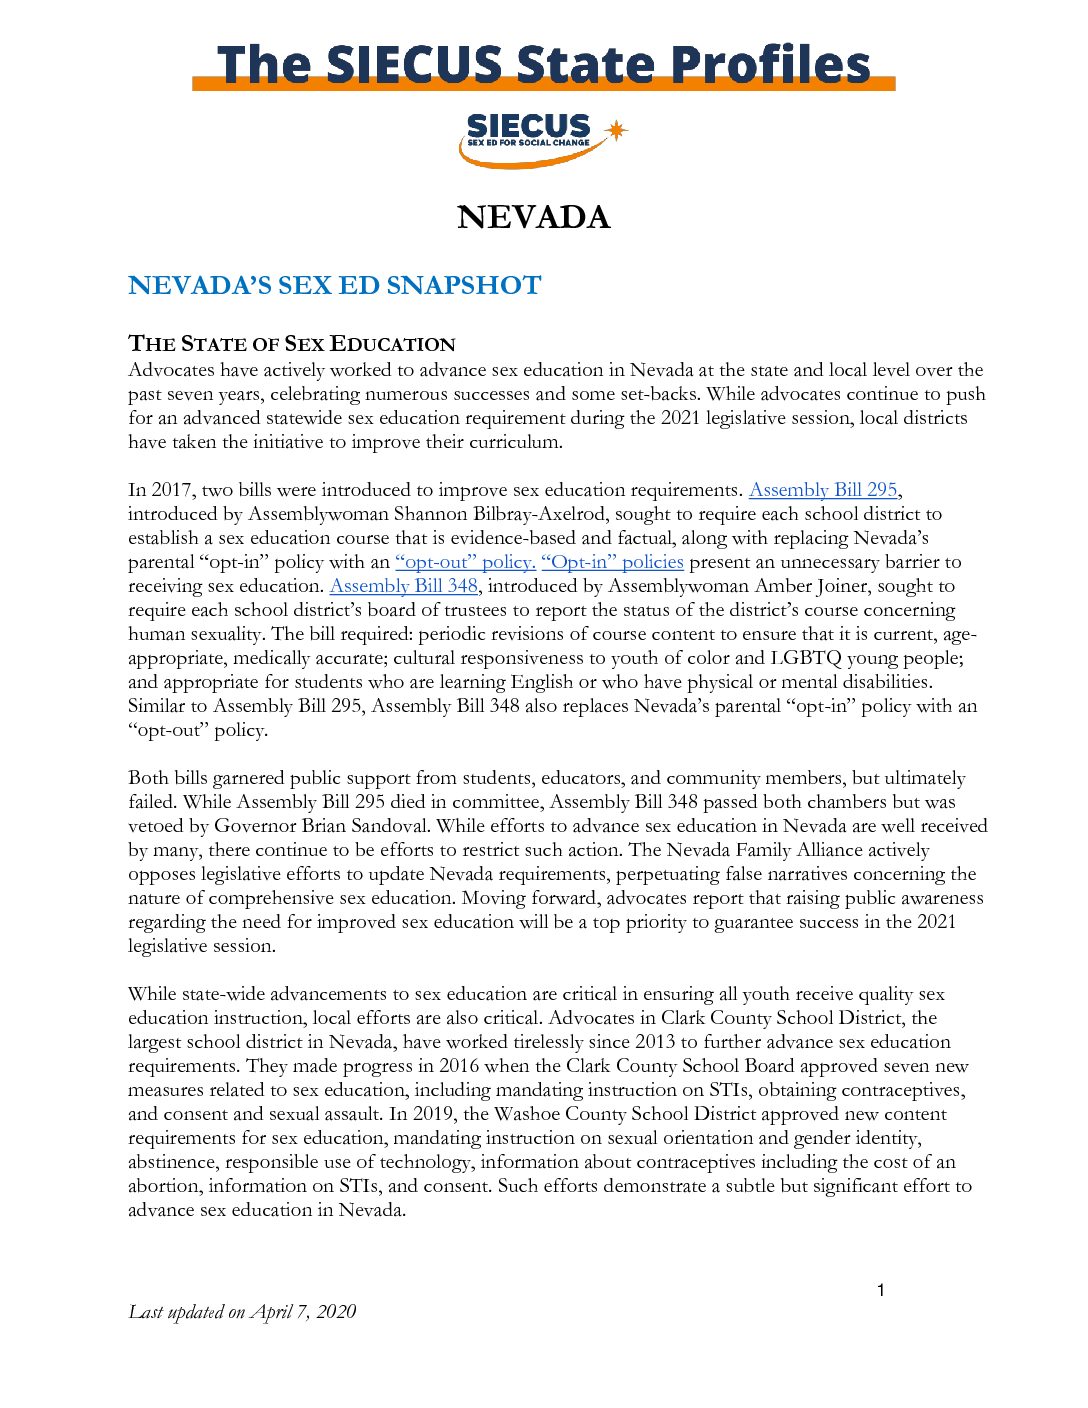 The SIECUS State Profiles
SIECUS
SEX ED FOR SOCIAL CHANGE
NEVADA
NEVADA’S SEX ED SNAPSHOT
THE STATE OF SEX EDUCATION
Advocates have actively worked to advance sex education in Nevada at the state and local level over the
past seven years, celebrating numerous successes and some set-backs. While advocates continue to push
for an advanced statewide sex education requirement during the 2021 legislative session, local districts
have taken the initiative to improve their curriculum.
In 2017, two bills were introduced to improve sex education requirements. Assembly Bill 295,
introduced by Assemblywoman Shannon Bilbray-Axelrod, sought to require each school district to
establish a sex education course that is evidence-based and factual, along with replacing Nevada’s
parental “opt-in” policy with an “opt-out” policy. “Opt-in” policies present an unnecessary barrier to
receiving sex education. Assembly Bill 348, introduced by Assemblywoman Amber Joiner, sought to
require each school district’s board of trustees to report the status of the district’s course concerning
human sexuality. The bill required: periodic revisions of course content to ensure that it is current, age-
appropriate, medically accurate; cultural responsiveness to youth of color and LGBTQ young people;
and appropriate for students who are learning English or who have physical or mental disabilities.
Similar to Assembly Bill 295, Assembly Bill 348 also replaces Nevada’s parental “opt-in” policy with an
“opt-out” policy.
Both bills garnered public support from students, educators, and community members, but ultimately
failed. While Assembly Bill 295 died in committee, Assembly Bill 348 passed both chambers but was
vetoed by Governor Brian Sandoval. While efforts to advance sex education in Nevada are well received
by many, there continue to be efforts to restrict such action. The Nevada Family Alliance actively
opposes legislative efforts to update Nevada requirements, perpetuating false narratives concerning the
nature of comprehensive sex education. Moving forward, advocates report that raising public awareness
regarding the need for improved sex education will be a top priority to guarantee success in the 2021
legislative session.
While state-wide advancements to sex education are critical in ensuring all youth receive quality sex
education instruction, local efforts are also critical. Advocates in Clark County School District, the
largest school district in Nevada, have worked tirelessly since 2013 to further advance sex education
requirements. They made progress in 2016 when the Clark County School Board approved seven new
measures related to sex education, including mandating instruction on STIs, obtaining contraceptives,
and consent and sexual assault. In 2019, the Washoe County School District approved new content
requirements for sex education, mandating instruction on sexual orientation and gender identity,
abstinence, responsible use of technology, information about contraceptives including the cost of an
abortion, information on STIs, and consent. Such efforts demonstrate a subtle but significant effort to
advance sex education in Nevada.
1
Last updated on April 7, 2020